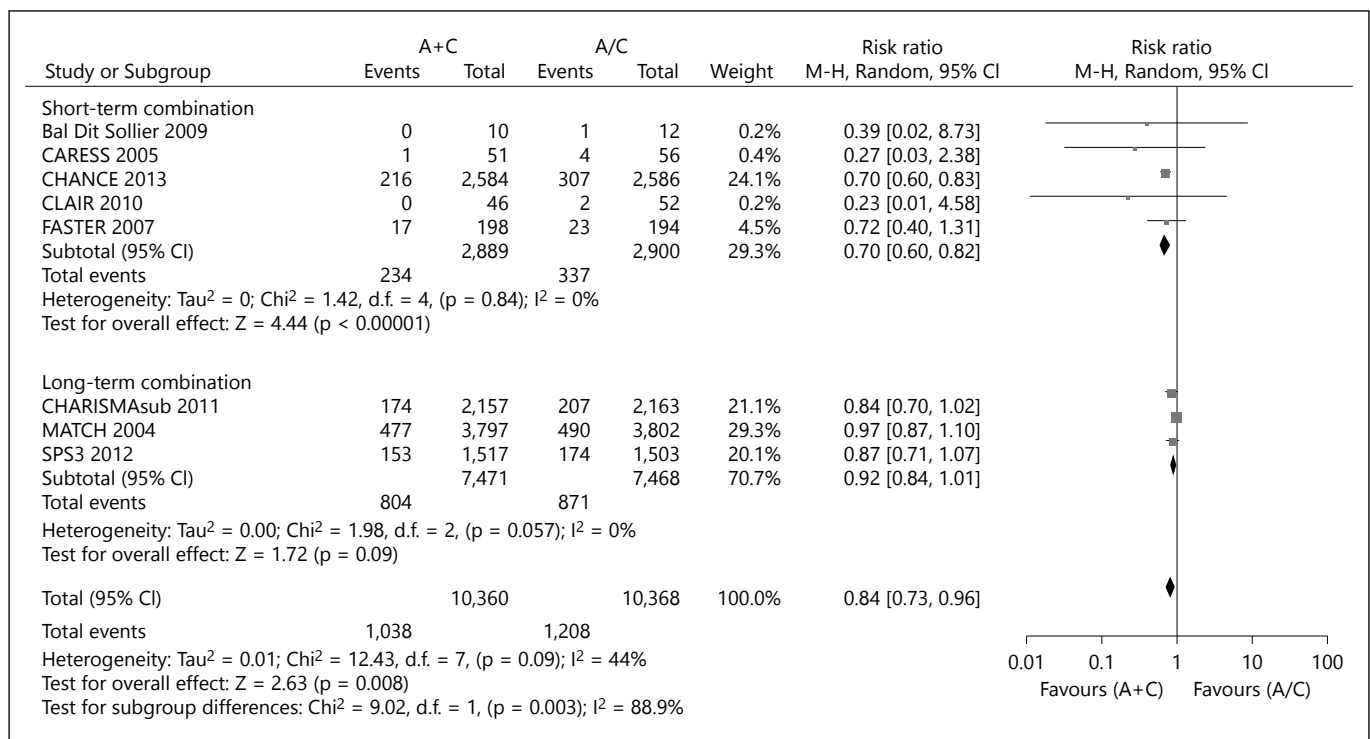 A+C A/C Risk ratio Risk ratio
Study or Subgroup Events Total Events Total Weight M-H, Random, 95% CI M-H, Random, 95% CI
Short-term combination
Bal Dit Sollier 2009 0 10 1 12 0.2% 0.39 [0.02, 8.73]
CARESS 2005 1 51 4 56 0.4% 0.27 [0.03, 2.38]
CHANCE 2013 216 2,584 307 2,586 24.1% 0.70 [0.60, 0.83]
CLAIR 2010 0 46 2 52 0.2% 0.23 [0.01, 4.58]
FASTER 2007 17 198 23 194 4.5% 0.72 [0.40, 1.31]
Subtotal (95% CI) 2,889 2,900 29.3% 0.70 [0.60, 0.82]
Total events 234 337
Heterogeneity: Tau² = 0; Chi² = 1.42, d.f. = 4, (p = 0.84); I² = 0%
Test for overall effect: Z = 4.44 (p < 0.00001)
Long-term combination
CHARISMAsub 2011 174 2,157 207 2,163 21.1% 0.84 [0.70, 1.02]
MATCH 2004 477 3,797 490 3,802 29.3% 0.97 [0.87, 1.10]
SPS3 2012 153 1,517 174 1,503 20.1% 0.87 [0.71, 1.07]
Subtotal (95% CI) 7,471 7,468 70.7% 0.92 [0.84, 1.01]
Total events 804 871
Heterogeneity: Tau² = 0.00; Chi² = 1.98, d.f. = 2, (p = 0.057); I² = 0%
Test for overall effect: Z = 1.72 (p = 0.09)
Total (95% CI) 10,360 10,368 100.0% 0.84 [0.73, 0.96]
Total events 1,038 1,208
Heterogeneity: Tau² = 0.01; Chi² = 12.43, d.f. = 7, (p = 0.09); I² = 44%
Test for overall effect: Z = 2.63 (p = 0.008)
Test for subgroup differences: Chi² = 9.02, d.f. = 1, (p = 0.003); I² = 88.9%
0.01 0.1 1 10 100
Favours (A+C) Favours (A/C)